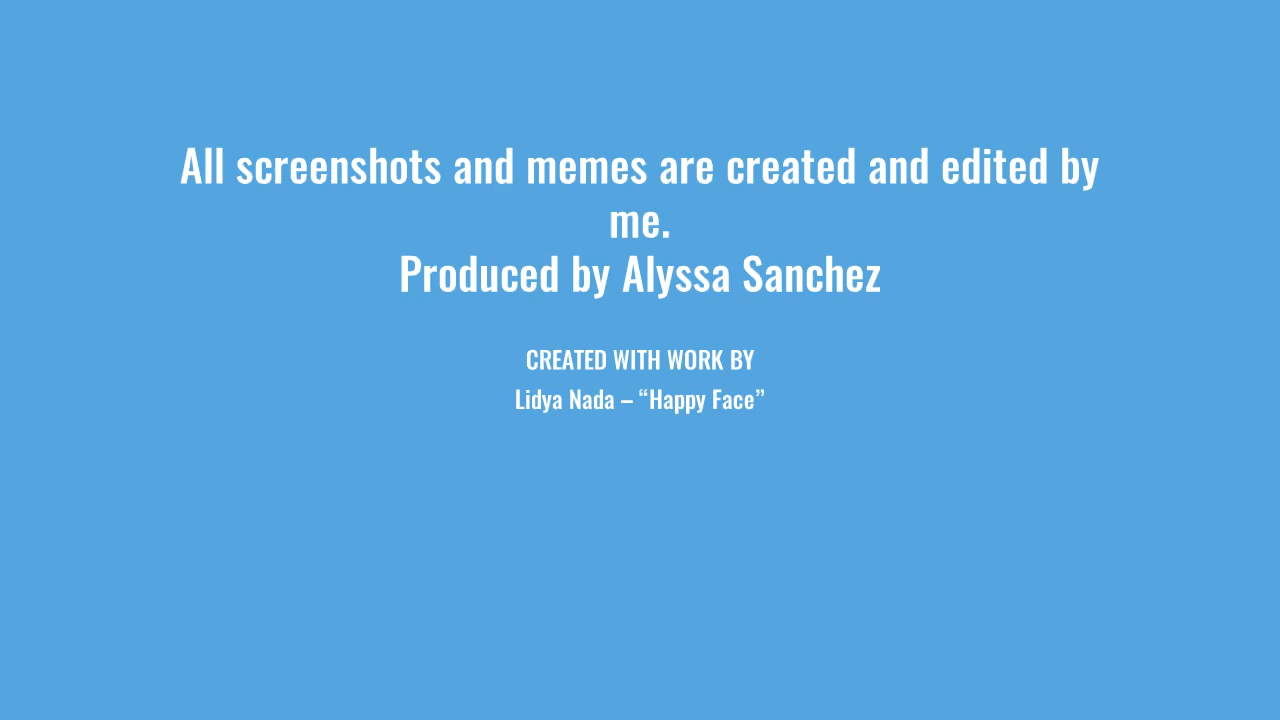 All screenshots and memes are created and edited by
me.
Produced by Alyssa Sanchez
CREATED WITH WORK BY
Lidya Nada – “Happy Face”